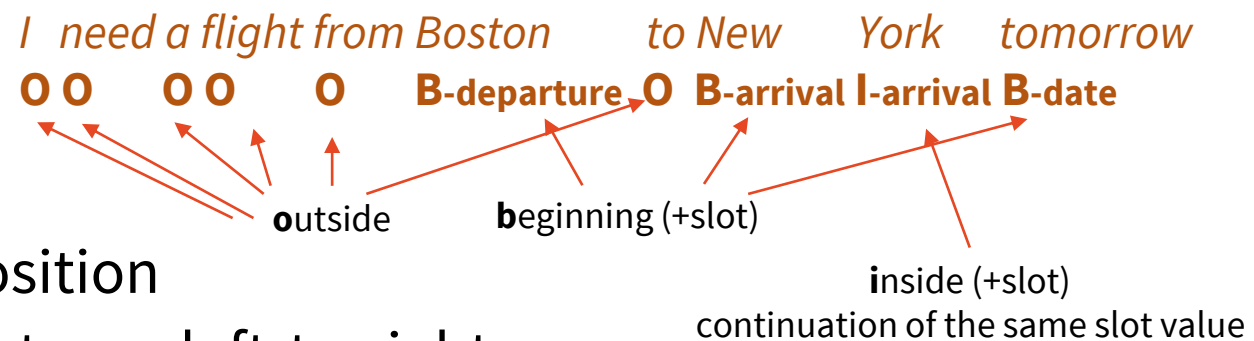 I need a flight from Boston to New York tomorrow
O O O O O B-departure O B-arrival I-arrival B-date
outside beginning (+slot)
osition
inside (+slot)
continuation of the same slot value